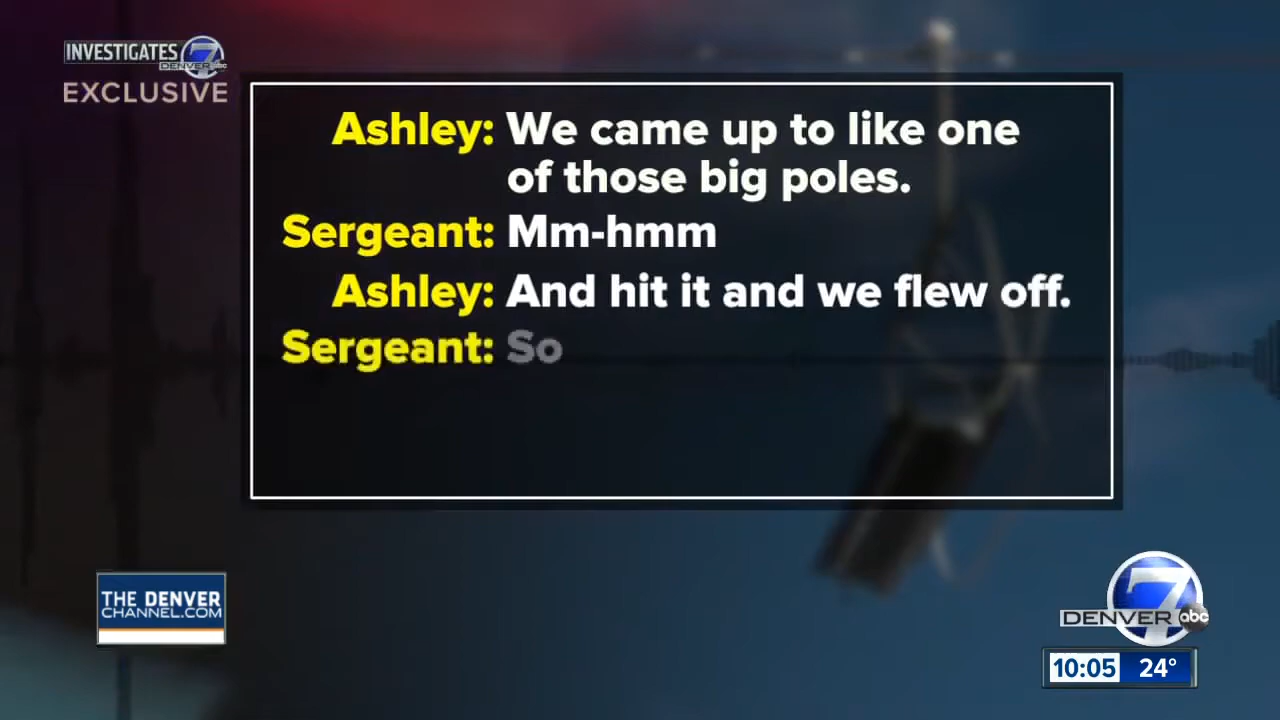 INVESTIGATES 7
DENVER abc
EXCLUSIVE
Ashley: We came up to like one
of those big poles.
Sergeant: Mm-hmm
Ashley: And hit it and we flew off.
Sergeant: So
THE DENVER
CHANNEL.COM
DENVER 7 abc
10:05 24°